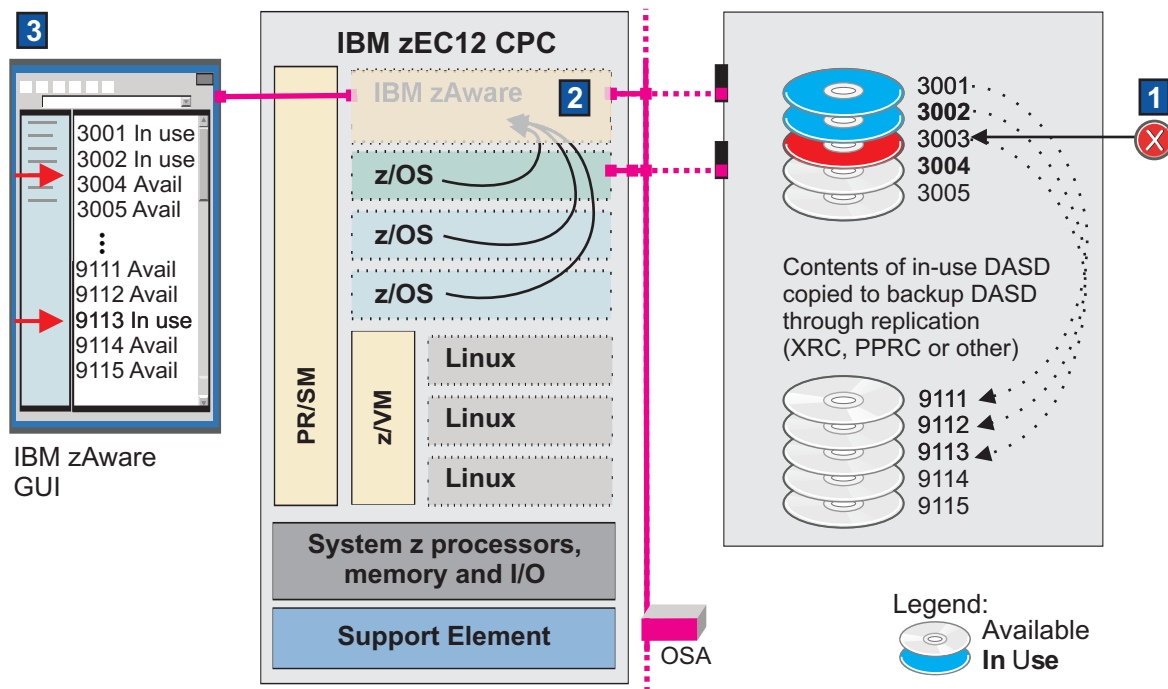 3
3001 In use
3002 In use
3004 Avail
3005 Avail
9111 Avail
9112 Avail
9113 In use
9114 Avail
9115 Avail
IBM zAware
GUI
IBM zEC12 CPC
PR/SM
IBM zAware
2
z/OS
z/OS
z/OS
z/VM
Linux
Linux
Linux
System z processors,
memory and I/O
Support Element
OSA
3001
3002
3003
3004
3005
1
X
Contents of in-use DASD
copied to backup DASD
through replication
(XRC, PPRC or other)
9111
9112
9113
9114
9115
Legend:
Available
In Use